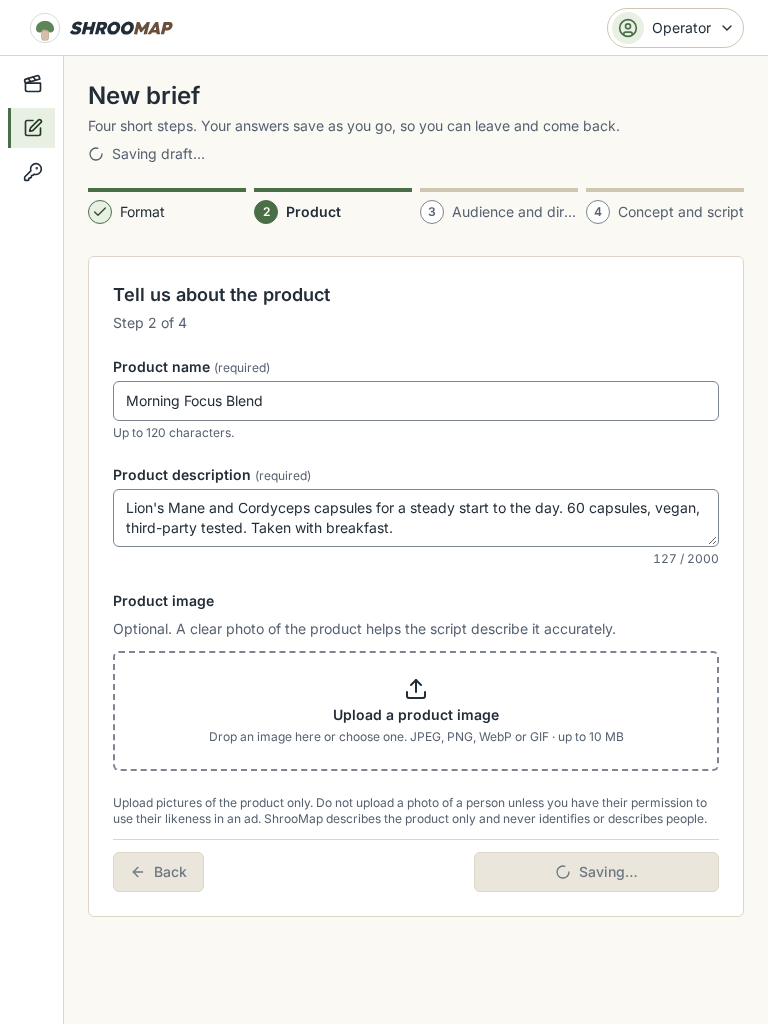 SHROOMAP
Operator
New brief
Four short steps. Your answers save as you go, so you can leave and come back.
Saving draft...
Format
2
Product
3
Audience and dir...
4
Concept and script
Tell us about the product
Step 2 of 4
Product name (required)
Morning Focus Blend
Up to 120 characters.
Product description (required)
Lion's Mane and Cordyceps capsules for a steady start to the day. 60 capsules, vegan,
third-party tested. Taken with breakfast.
127 / 2000
Product image
Optional. A clear photo of the product helps the script describe it accurately.
Upload a product image
Drop an image here or choose one. JPEG, PNG, WebP or GIF · up to 10 MB
Upload pictures of the product only. Do not upload a photo of a person unless you have their permission to
use their likeness in an ad. ShrooMap describes the product only and never identifies or describes people.
Back
Saving...